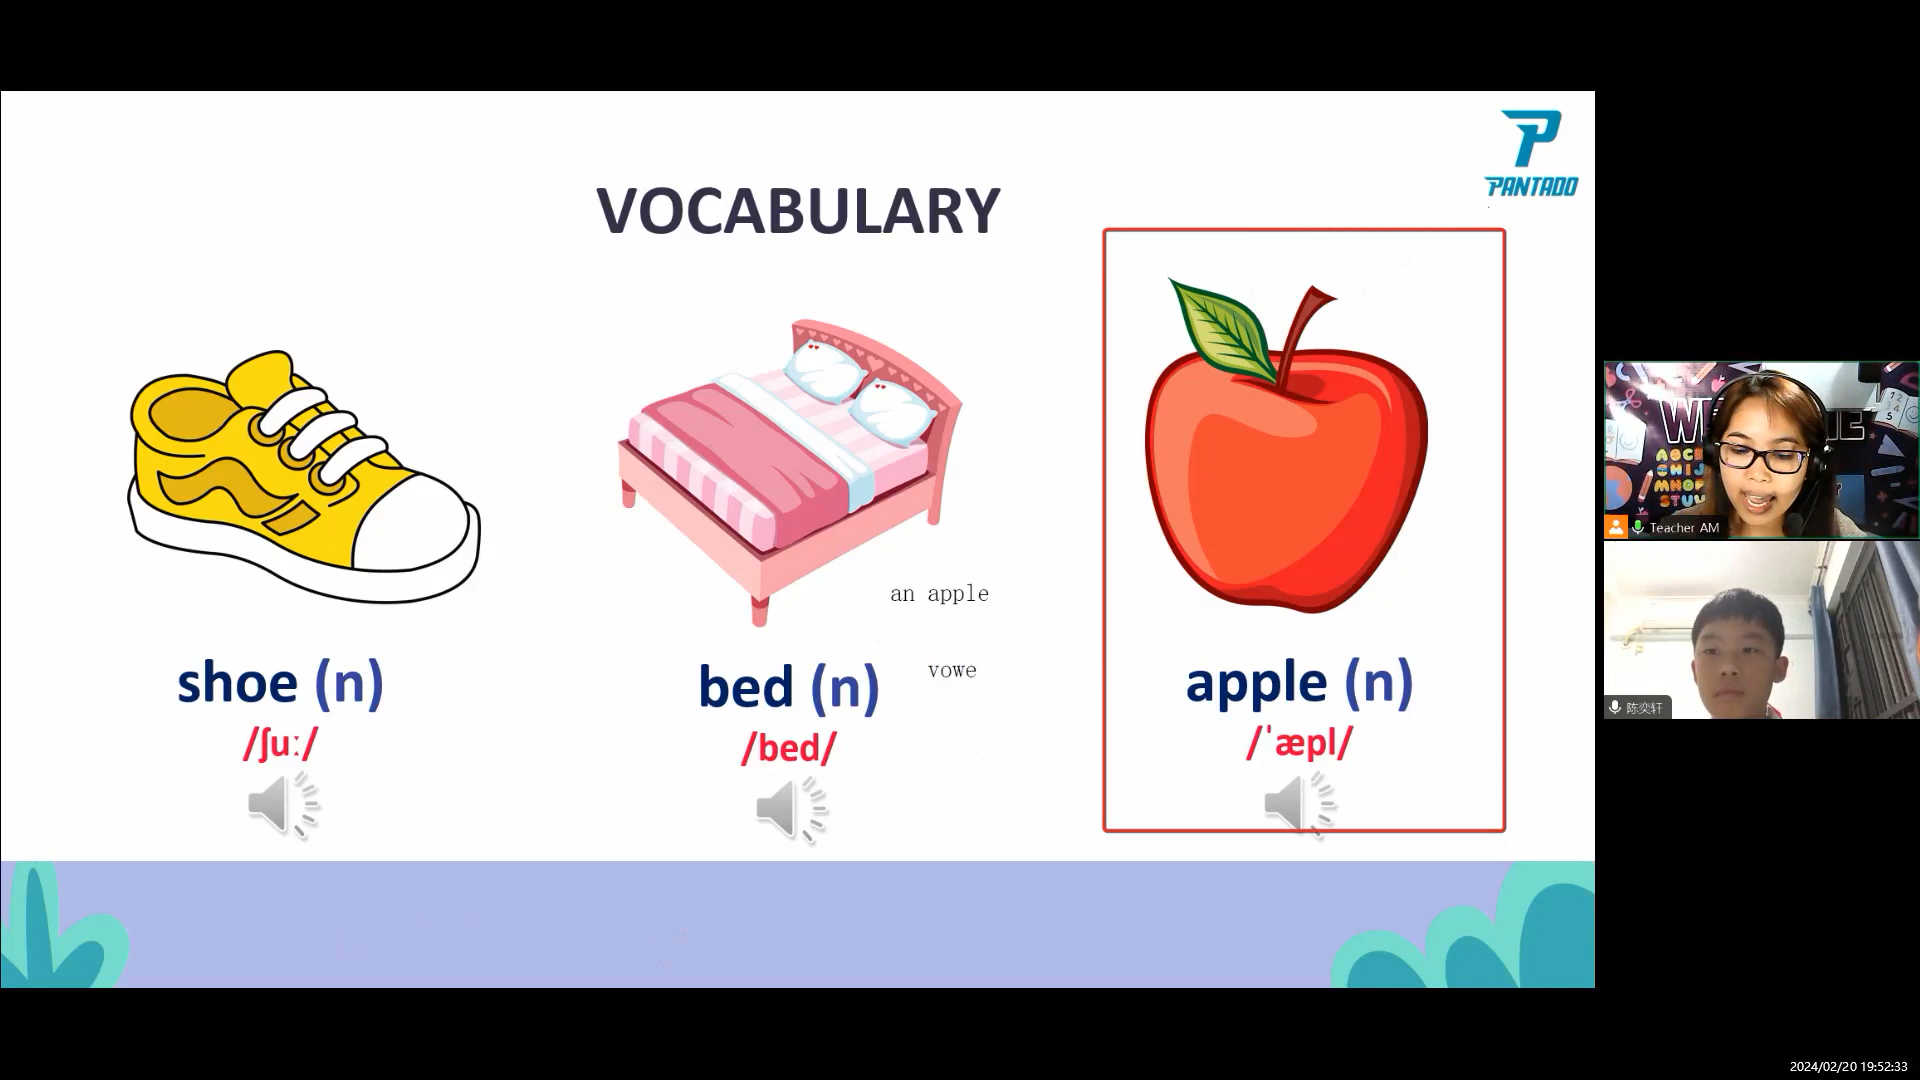 PANTADO
VOCABULARY
an apple
vowe
shoe (n)
/ʃuː/
bed (n)
/bed/
apple (n)
/ˈæpl/
Teacher AM
陈奕轩
2024/02/20 19:52:33